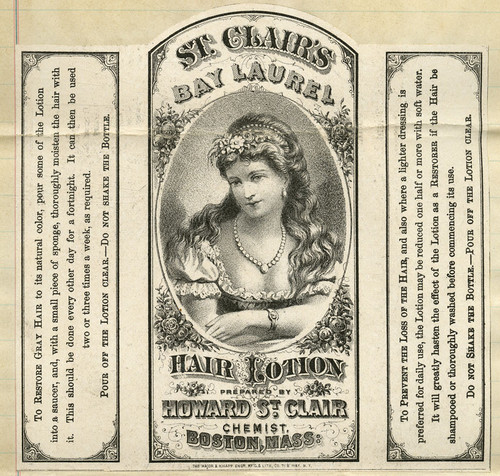 To Restore Gray Hair to its natural color, pour some of the Lotion
into a saucer, and, with a small piece of sponge, thoroughly moisten the hair with
it. This should be done every other day for a fortnight. It can then be used
two or three times a week, as required.
Pour off the Lotion clear.—Do not shake the Bottle.
ST. CLAIR'S
BAY LAUREL
HAIR LOTION
PREPARED BY
HOWARD ST CLAIR
CHEMIST,
BOSTON, MASS:
To Prevent the Loss of the Hair, and also where a lighter dressing is
preferred for daily use, the Lotion may be reduced one half or more with soft water.
It will greatly hasten the effect of the Lotion as a Restorer if the Hair be
shampooed or thoroughly washed before commencing its use.
Do not Shake the Bottle.—Pour off the Lotion clear.